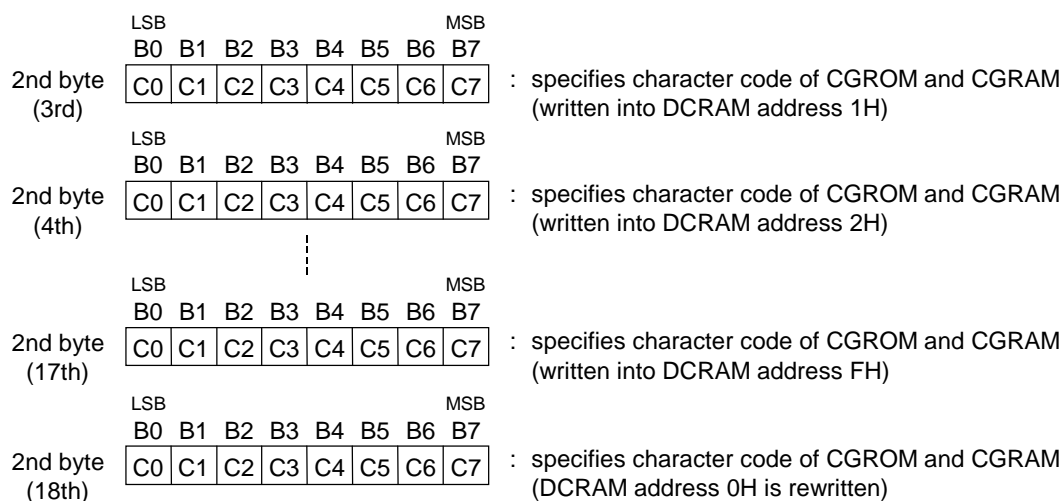 LSB MSB
B0 B1 B2 B3 B4 B5 B6 B7
2nd byte C0 C1 C2 C3 C4 C5 C6 C7 : specifies character code of CGROM and CGRAM
(3rd) (written into DCRAM address 1H)
LSB MSB
B0 B1 B2 B3 B4 B5 B6 B7
2nd byte C0 C1 C2 C3 C4 C5 C6 C7 : specifies character code of CGROM and CGRAM
(4th) (written into DCRAM address 2H)
LSB MSB
B0 B1 B2 B3 B4 B5 B6 B7
2nd byte C0 C1 C2 C3 C4 C5 C6 C7 : specifies character code of CGROM and CGRAM
(17th) (written into DCRAM address FH)
LSB MSB
B0 B1 B2 B3 B4 B5 B6 B7
2nd byte C0 C1 C2 C3 C4 C5 C6 C7 : specifies character code of CGROM and CGRAM
(18th) (DCRAM address 0H is rewritten)